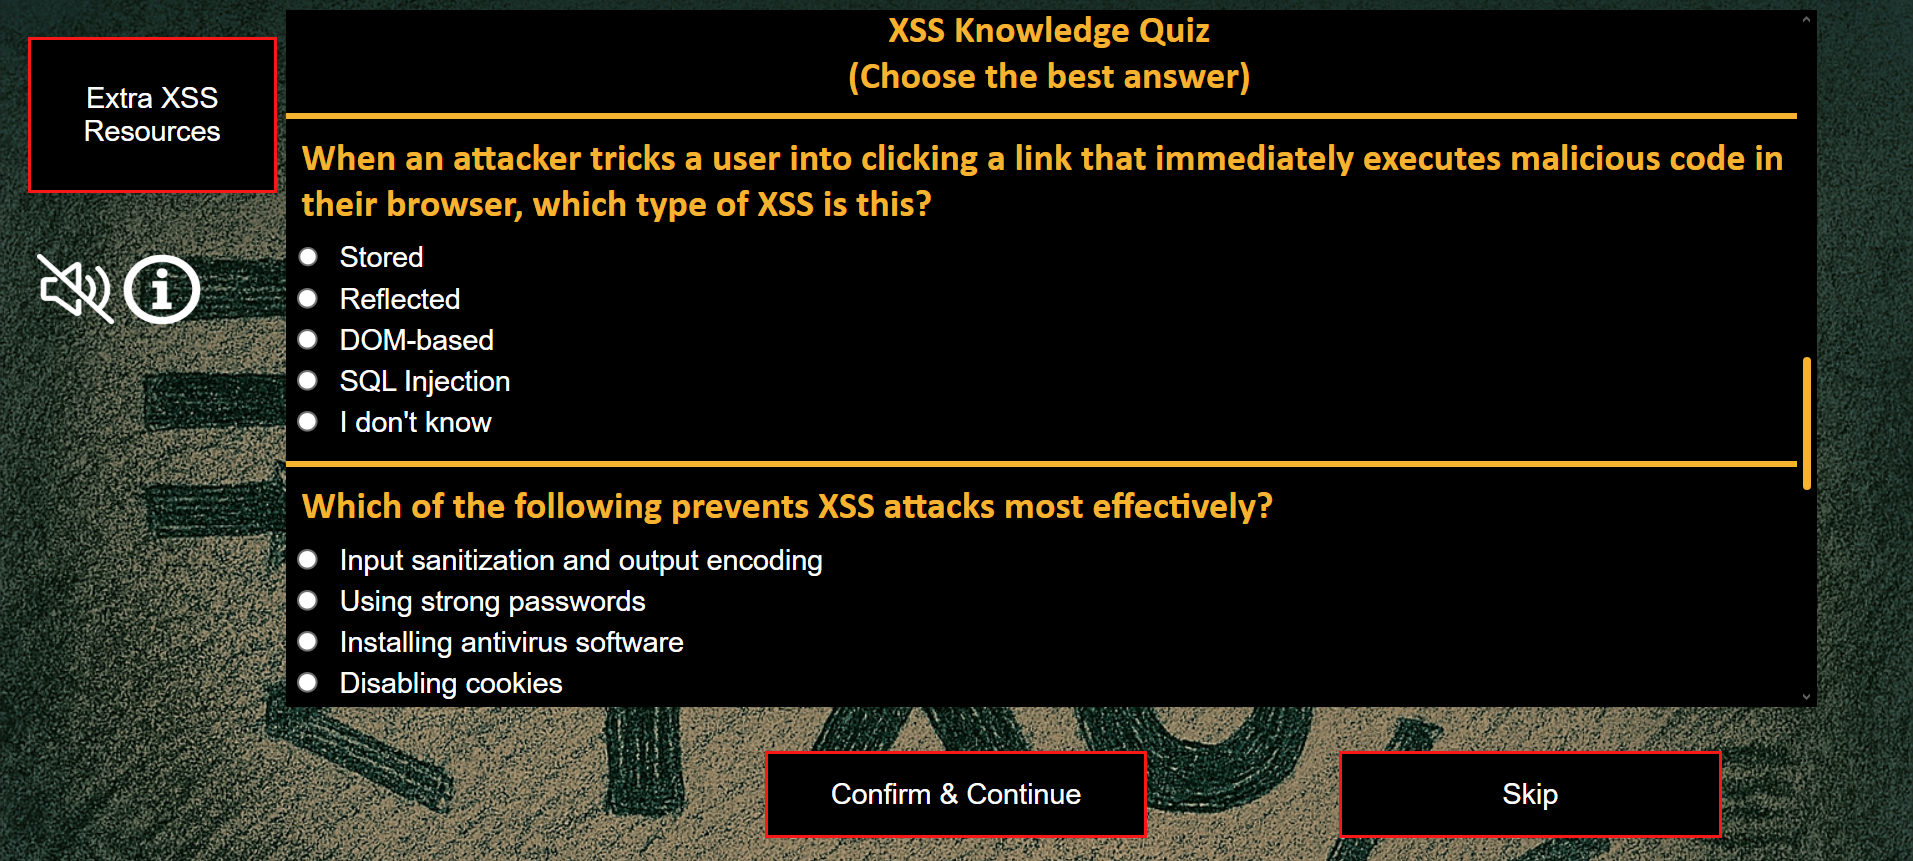 Extra XSS
Resources
XSS Knowledge Quiz
(Choose the best answer)
When an attacker tricks a user into clicking a link that immediately executes malicious code in
their browser, which type of XSS is this?
Stored
Reflected
DOM-based
SQL Injection
I don't know
Which of the following prevents XSS attacks most effectively?
Input sanitization and output encoding
Using strong passwords
Installing antivirus software
Disabling cookies
Confirm & Continue
Skip